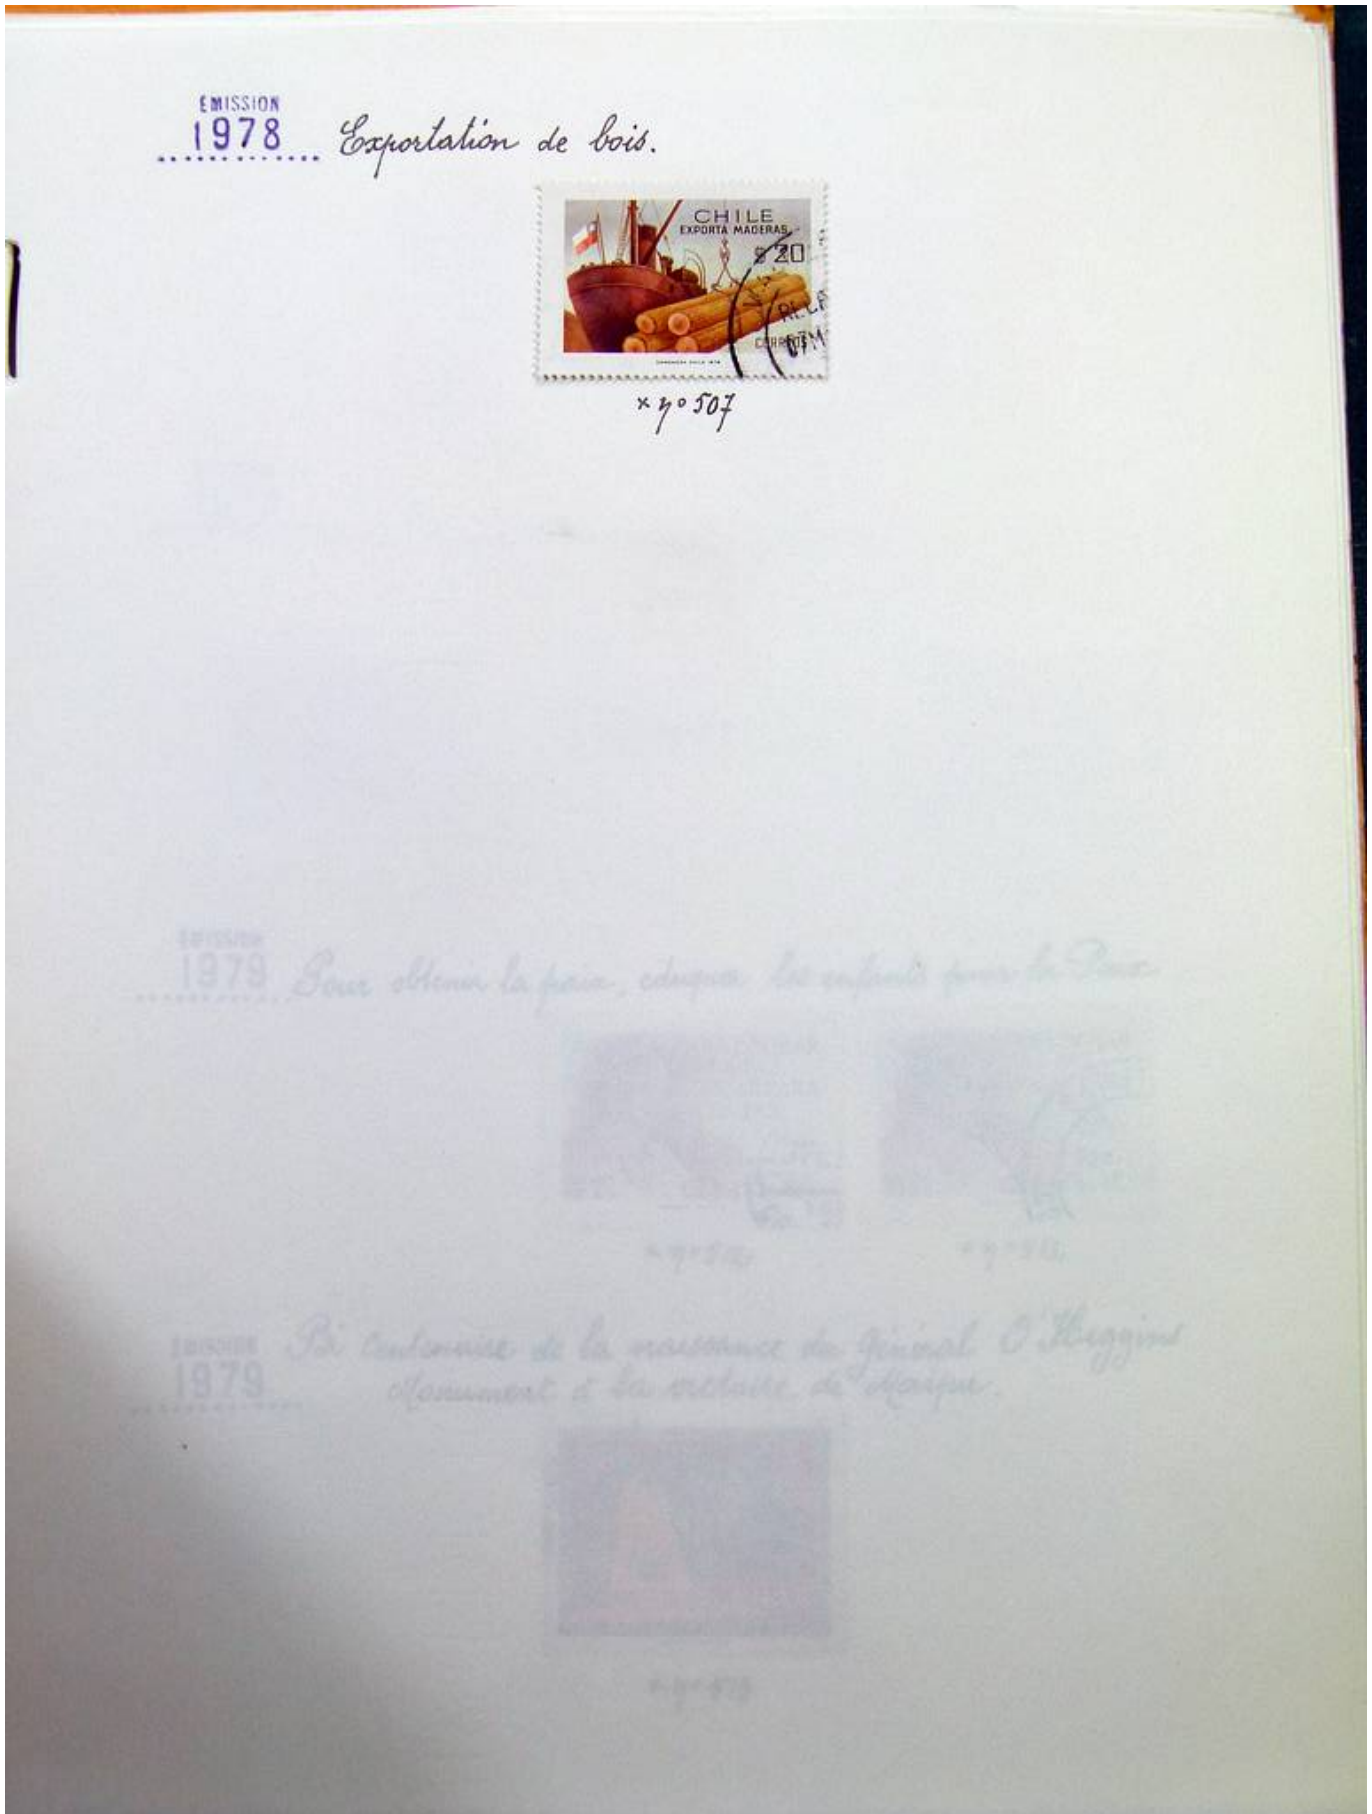 EMISSION
1978 Exportation de bois.
CHILE
EXPORTA MADERAS
$20
CORREOS
x no 507
EMISSION
1979 Pour obtenir la paix, éduquer les enfants pour la Paix
EMISSION
1979 Bi Centenaire de la naissance du Général O'Higgins
Monument à la victoire de Maipu.